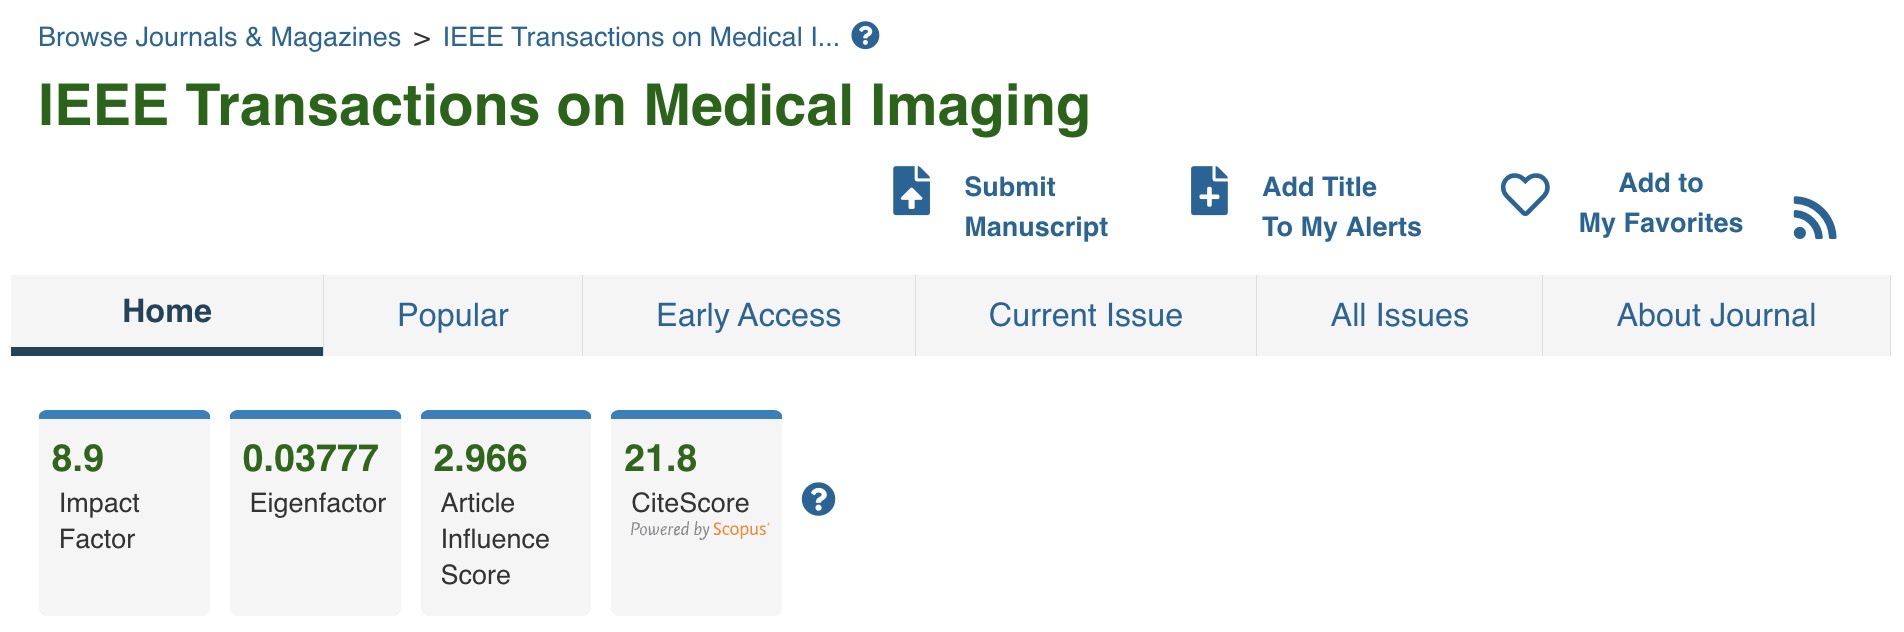 Browse Journals & Magazines > IEEE Transactions on Medical I... ?
IEEE Transactions on Medical Imaging
Submit
Manuscript
Add Title
To My Alerts
Add to
My Favorites
Home
Popular
Early Access
Current Issue
All Issues
About Journal
8.9
Impact
Factor
0.03777
Eigenfactor
2.966
Article
Influence
Score
21.8
CiteScore
Powered by Scopus'
?